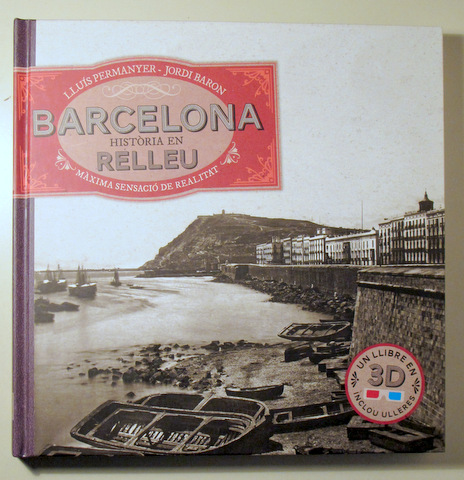 LLUÍS PERMANYER - JORDI BARON
BARCELONA
HISTÒRIA EN
RELLEU
MÀXIMA SENSACIÓ DE REALITAT
UN LLIBRE EN
3D
INCLOU ULLERES